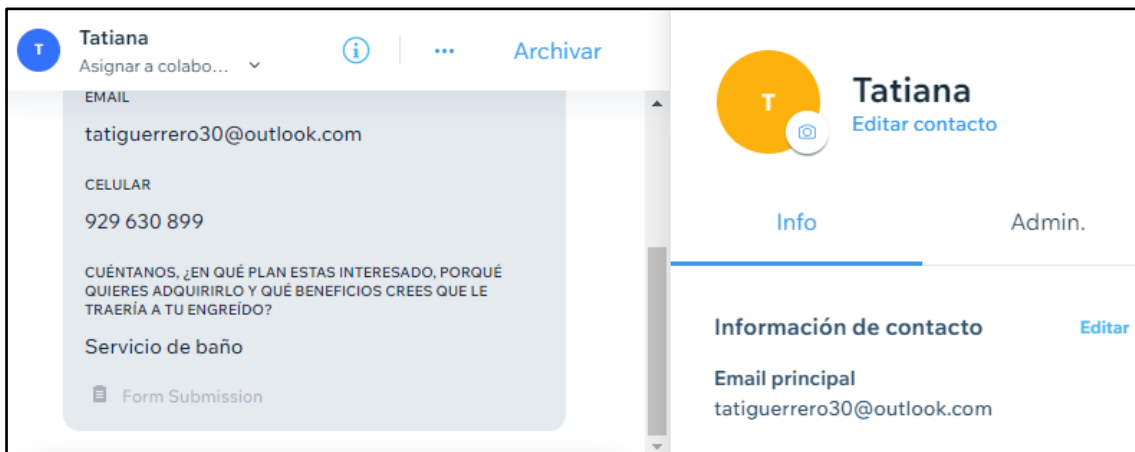 T
Tatiana
Asignar a colabo...
Archivar
EMAIL
tatiguerrero30@outlook.com
CELULAR
929 630 899
CUÉNTANOS, ¿EN QUÉ PLAN ESTAS INTERESADO, PORQUÉ
QUIERES ADQUIRIRLO Y QUÉ BENEFICIOS CREES QUE LE
TRAERÍA A TU ENGREÍDO?
Servicio de baño
Form Submission
T
Tatiana
Editar contacto
Info
Admin.
Información de contacto
Editar
Email principal
tatiguerrero30@outlook.com